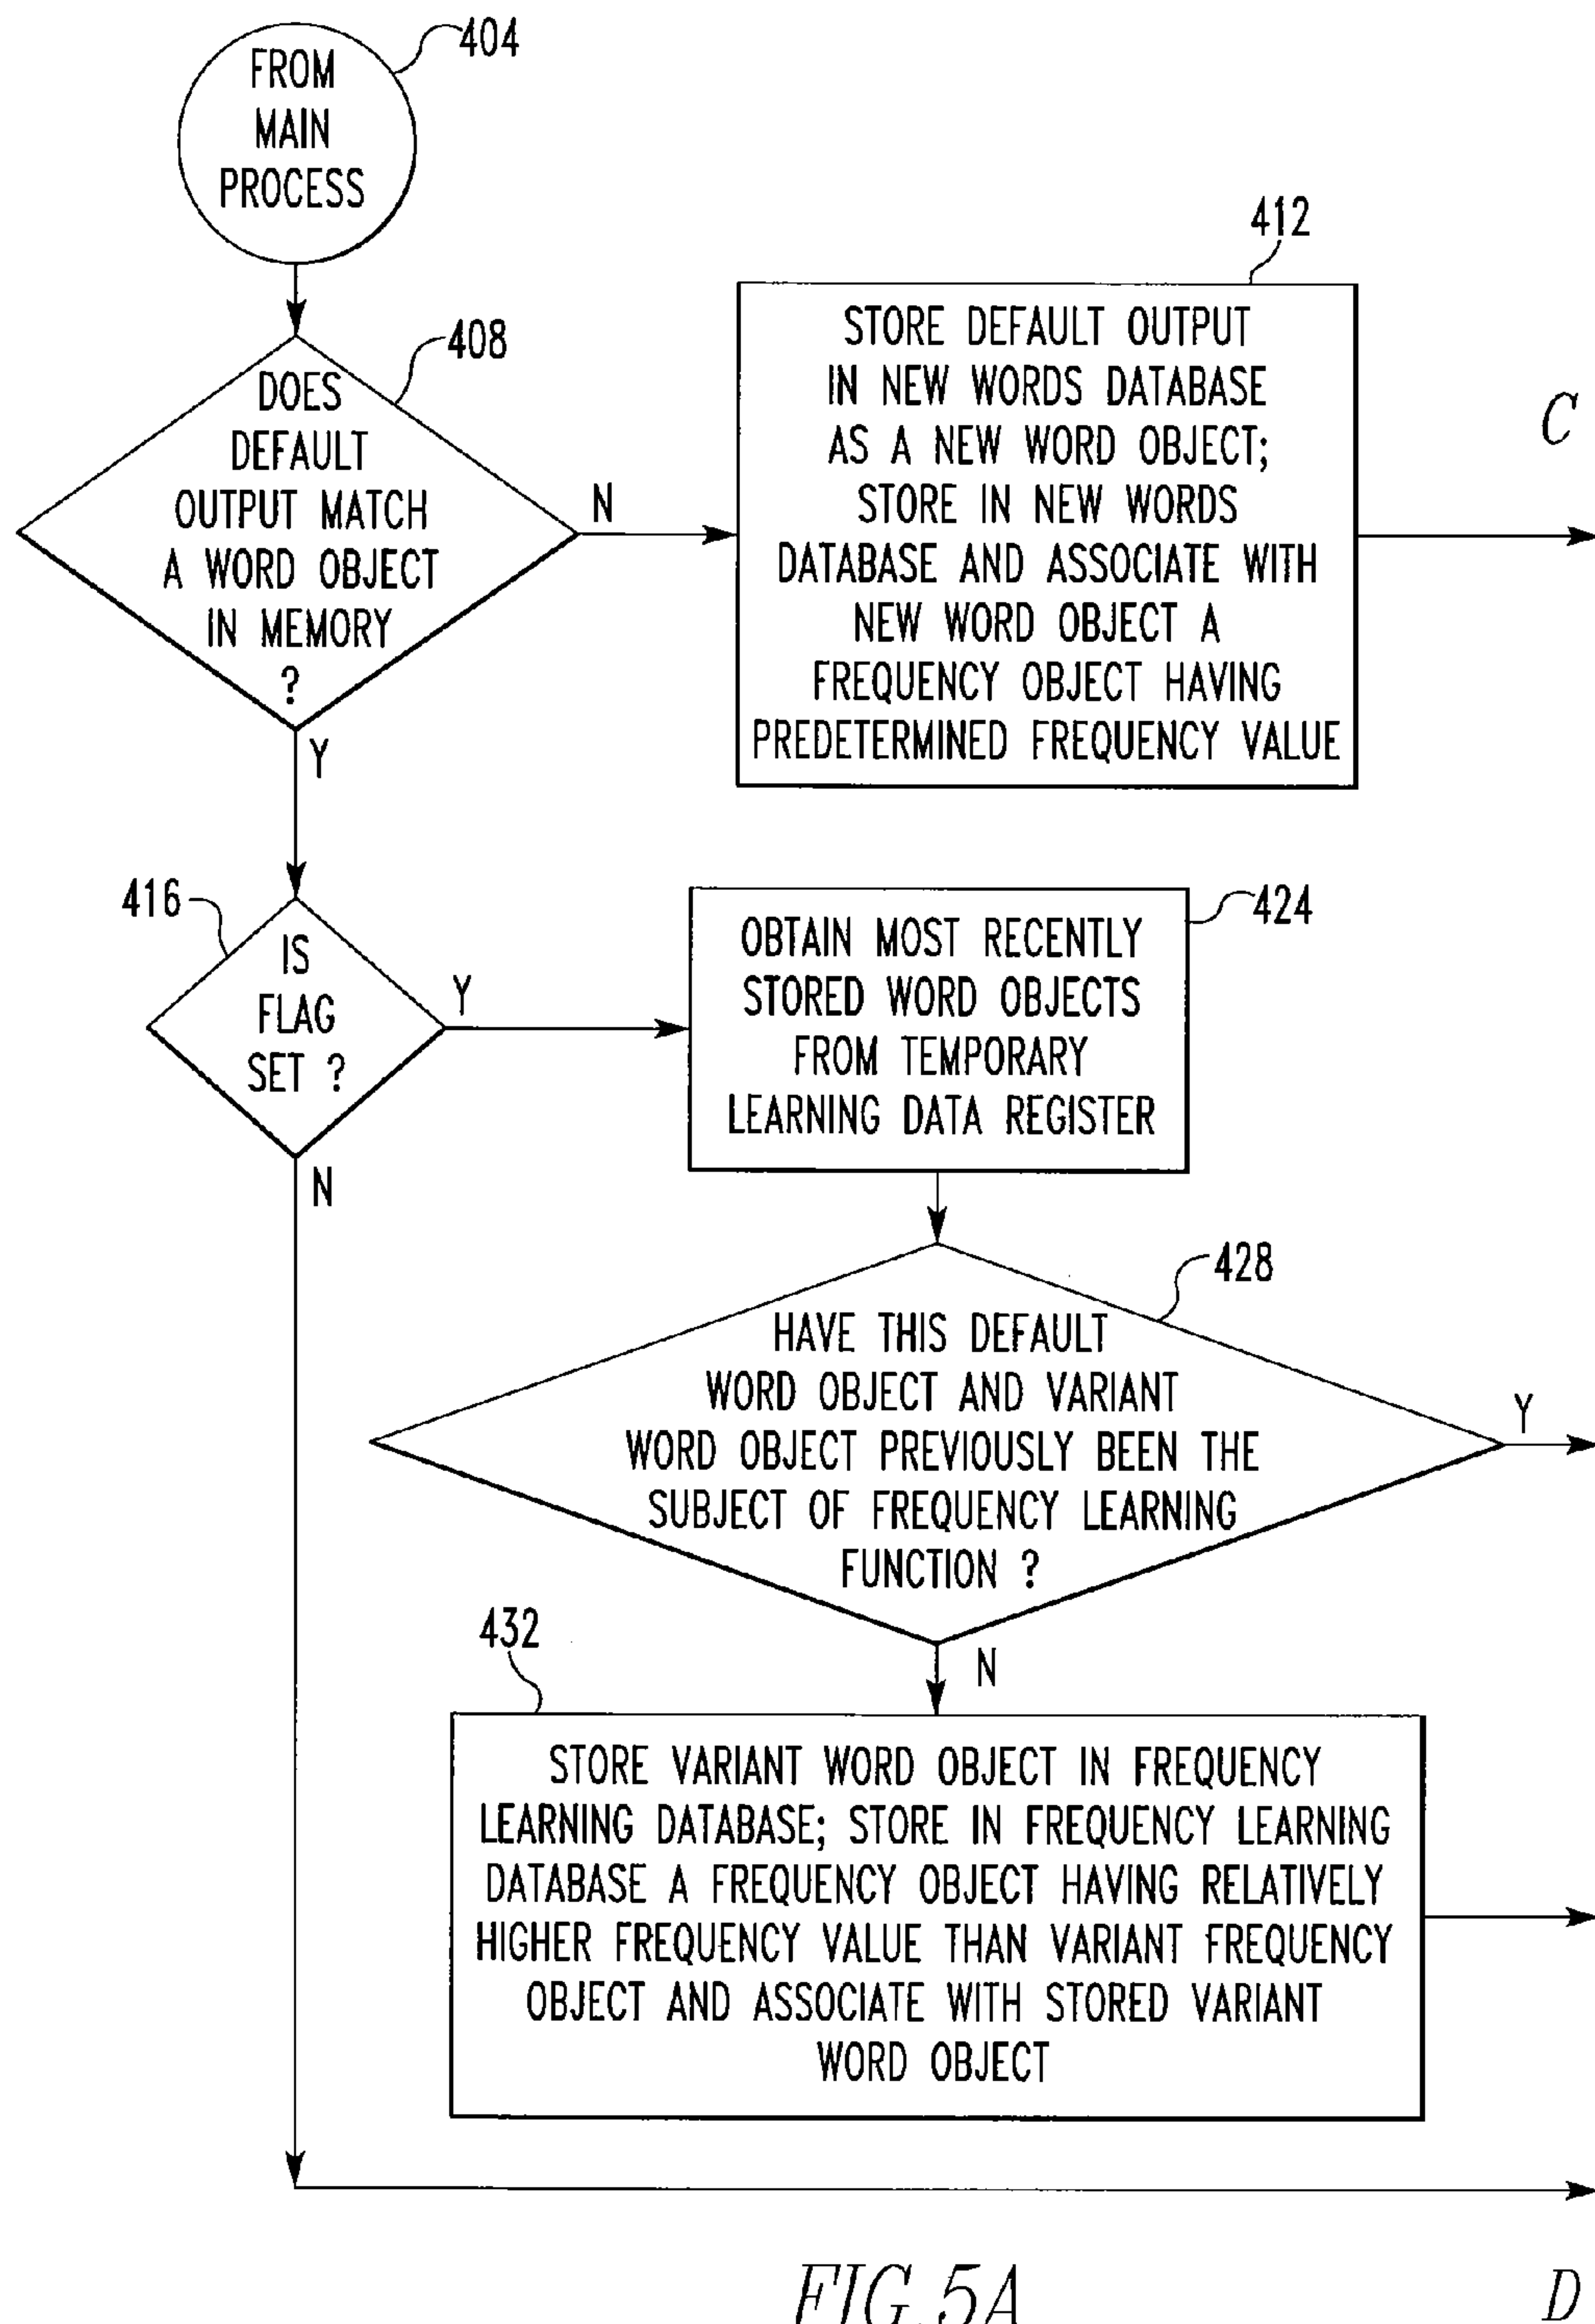 404
FROM
MAIN
PROCESS
408
DOES
DEFAULT
OUTPUT MATCH
A WORD OBJECT
IN MEMORY
?
N
Y
412
STORE DEFAULT OUTPUT
IN NEW WORDS DATABASE
AS A NEW WORD OBJECT;
STORE IN NEW WORDS
DATABASE AND ASSOCIATE WITH
NEW WORD OBJECT A
FREQUENCY OBJECT HAVING
PREDETERMINED FREQUENCY VALUE
C
416
IS
FLAG
SET ?
Y
N
424
OBTAIN MOST RECENTLY
STORED WORD OBJECTS
FROM TEMPORARY
LEARNING DATA REGISTER
428
HAVE THIS DEFAULT
WORD OBJECT AND VARIANT
WORD OBJECT PREVIOUSLY BEEN THE
SUBJECT OF FREQUENCY LEARNING
FUNCTION ?
Y
N
432
STORE VARIANT WORD OBJECT IN FREQUENCY
LEARNING DATABASE; STORE IN FREQUENCY LEARNING
DATABASE A FREQUENCY OBJECT HAVING RELATIVELY
HIGHER FREQUENCY VALUE THAN VARIANT FREQUENCY
OBJECT AND ASSOCIATE WITH STORED VARIANT
WORD OBJECT
FIG. 5A
D